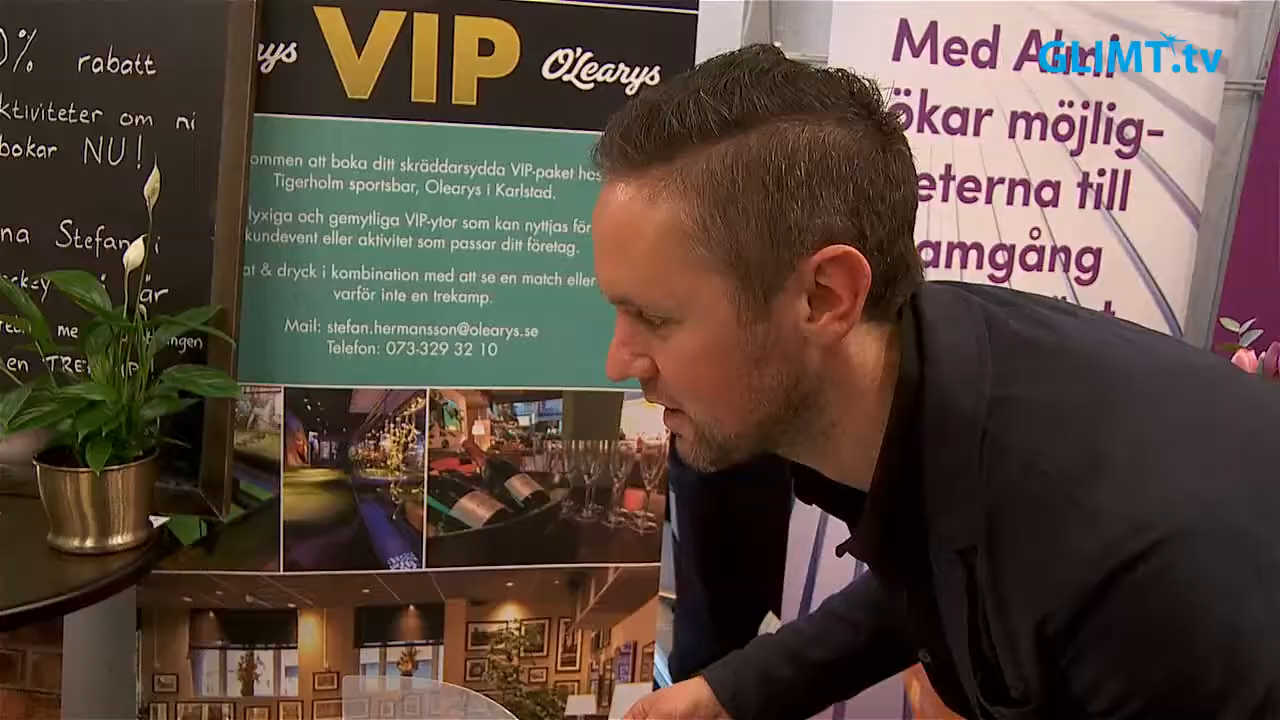 0% rabatt
ktiviteter om ni
bokar NU!
na Stefan i
är
en
VIP
O'Learys
ommen att boka ditt skräddarsydda VIP-paket hos
Tigerholm sportsbar, Olearys i Karlstad.
lyxiga och gemytliga VIP-ytor som kan nyttjas för
kundevent eller aktivitet som passar ditt företag.
at & dryck i kombination med att se en match eller
varför inte en trekamp.
Mail: stefan.hermansson@olearys.se
Telefon: 073-329 32 10
Med Almi
ökar möjlig-
eterna till
amgång
GLIMT.tv